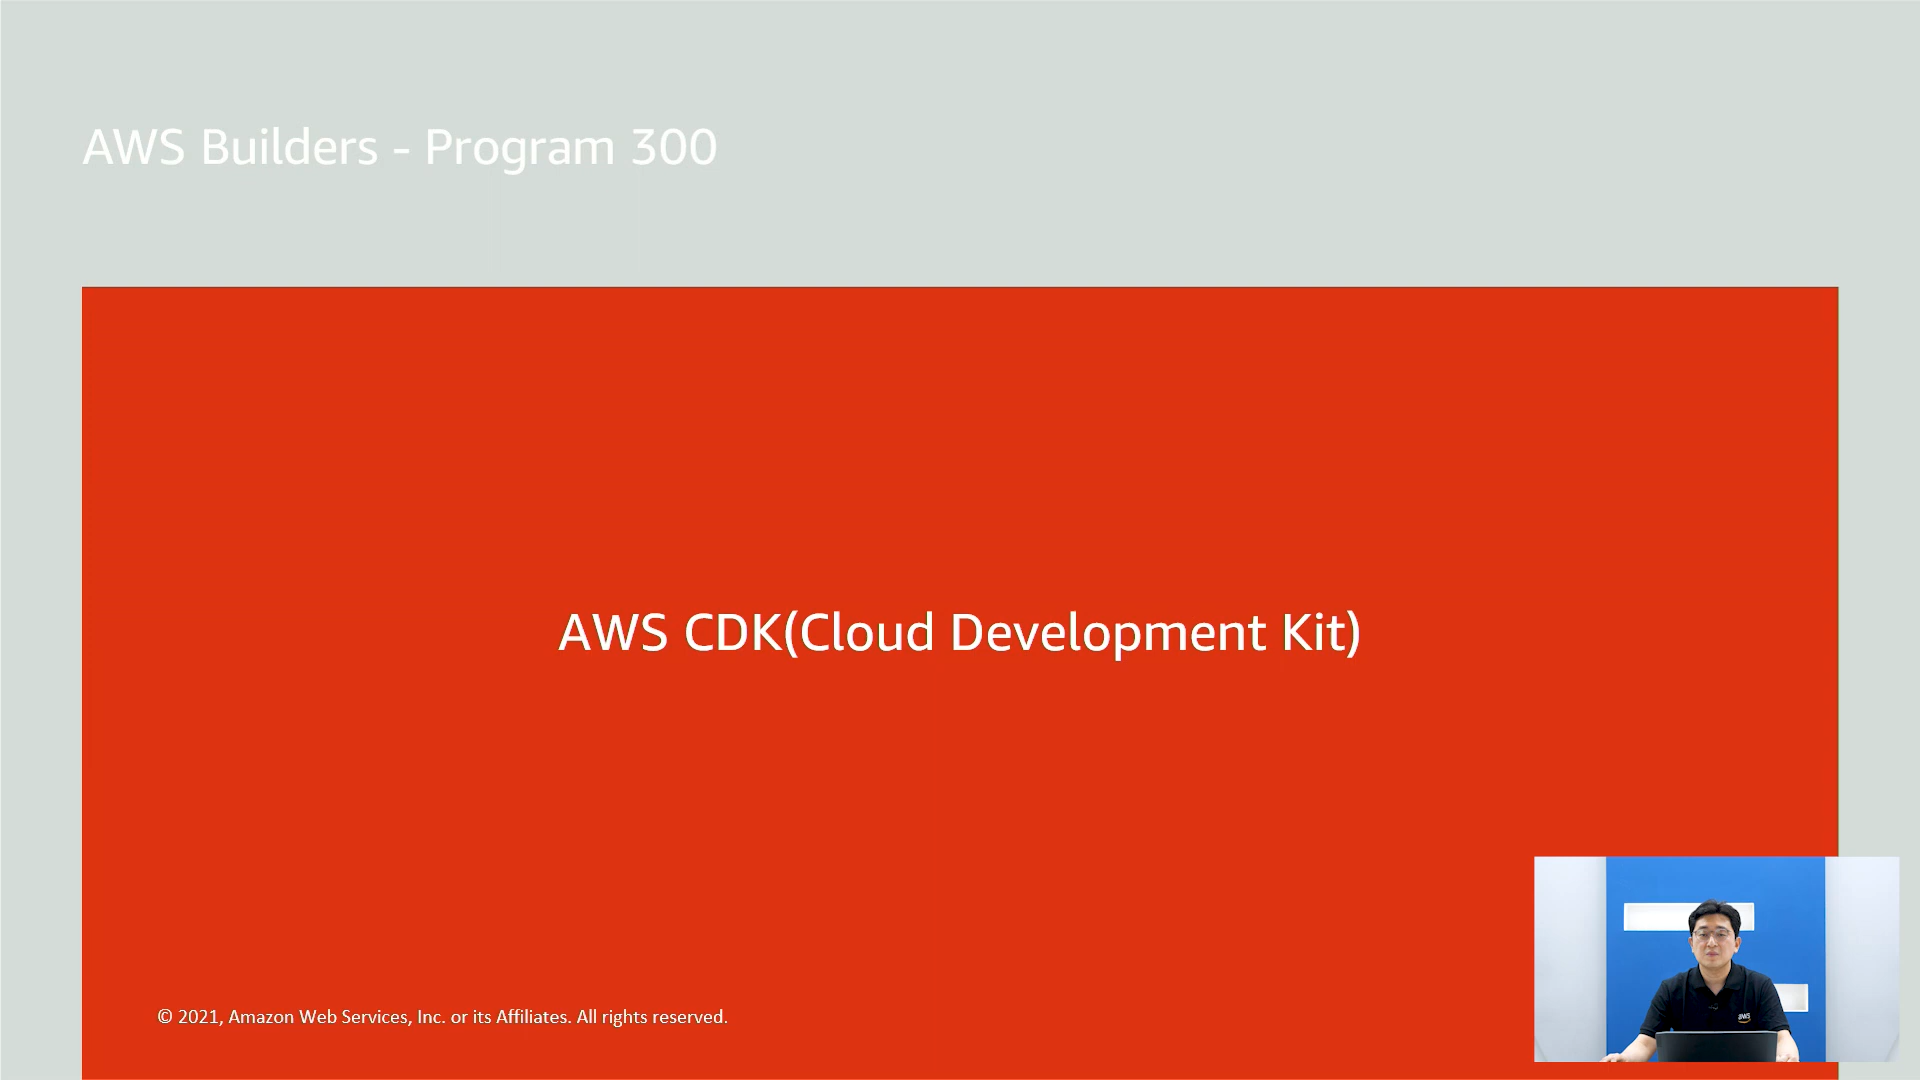 AWS Builders - Program 300
AWS CDK(Cloud Development Kit)
© 2021, Amazon Web Services, Inc. or its Affiliates. All rights reserved.
aws